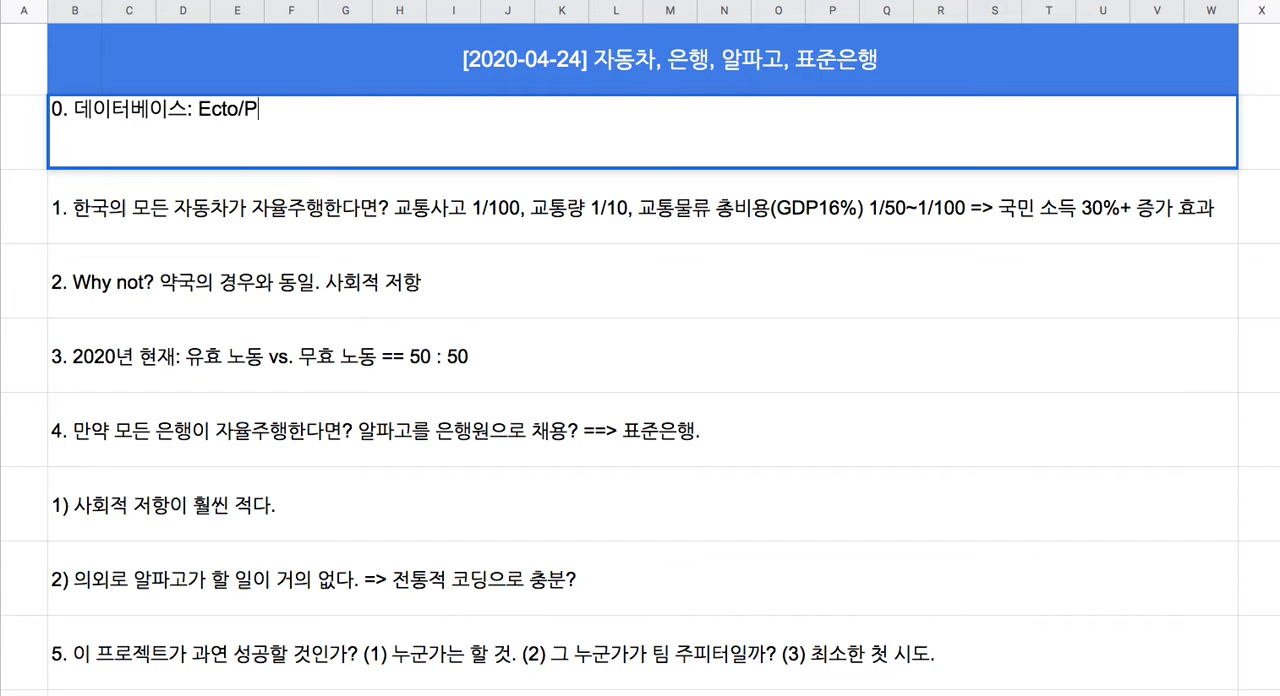 A B C D E F G H I J K L M N O P Q R S T U V W X
[2020-04-24] 자동차, 은행, 알파고, 표준은행
0. 데이터베이스: Ecto/P
1. 한국의 모든 자동차가 자율주행한다면? 교통사고 1/100, 교통량 1/10, 교통물류 총비용(GDP16%) 1/50~1/100 => 국민 소득 30%+ 증가 효과
2. Why not? 약국의 경우와 동일. 사회적 저항
3. 2020년 현재: 유효 노동 vs. 무효 노동 == 50 : 50
4. 만약 모든 은행이 자율주행한다면? 알파고를 은행원으로 채용? ==> 표준은행.
1) 사회적 저항이 훨씬 적다.
2) 의외로 알파고가 할 일이 거의 없다. => 전통적 코딩으로 충분?
5. 이 프로젝트가 과연 성공할 것인가? (1) 누군가는 할 것. (2) 그 누군가가 팀 주피터일까? (3) 최소한 첫 시도.